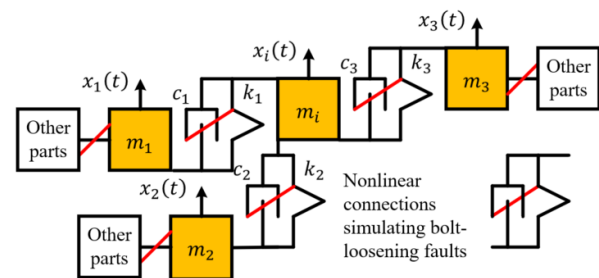 x₃(t)
xᵢ(t)
c₃
k₃
x₁(t)
c₁
k₁
mᵢ
m₃
Other
parts
Other
parts
m₁
x₂(t)
c₂
k₂
Nonlinear
connections
simulating bolt-
loosening faults
Other
parts
m₂